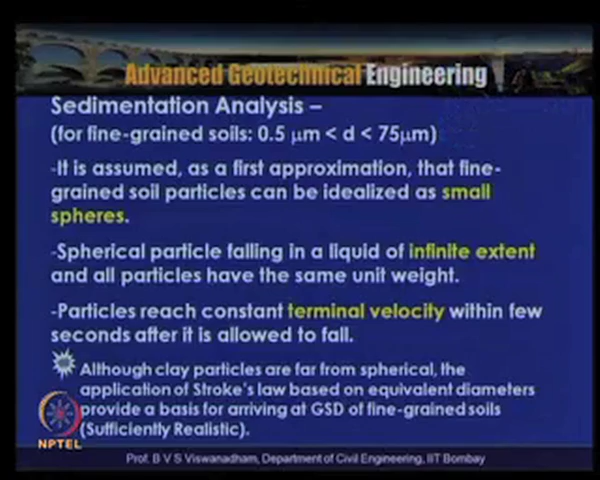 Advanced Geotechnical Engineering
Sedimentation Analysis –
(for fine-grained soils: 0.5 μm < d < 75μm)
-It is assumed, as a first approximation, that fine-
grained soil particles can be idealized as small
spheres.
-Spherical particle falling in a liquid of infinite extent
and all particles have the same unit weight.
-Particles reach constant terminal velocity within few
seconds after it is allowed to fall.
Although clay particles are far from spherical, the
application of Stroke's law based on equivalent diameters
provide a basis for arriving at GSD of fine-grained soils
(Sufficiently Realistic).
NPTEL
Prof. B V S Viswanadham, Department of Civil Engineering, IIT Bombay